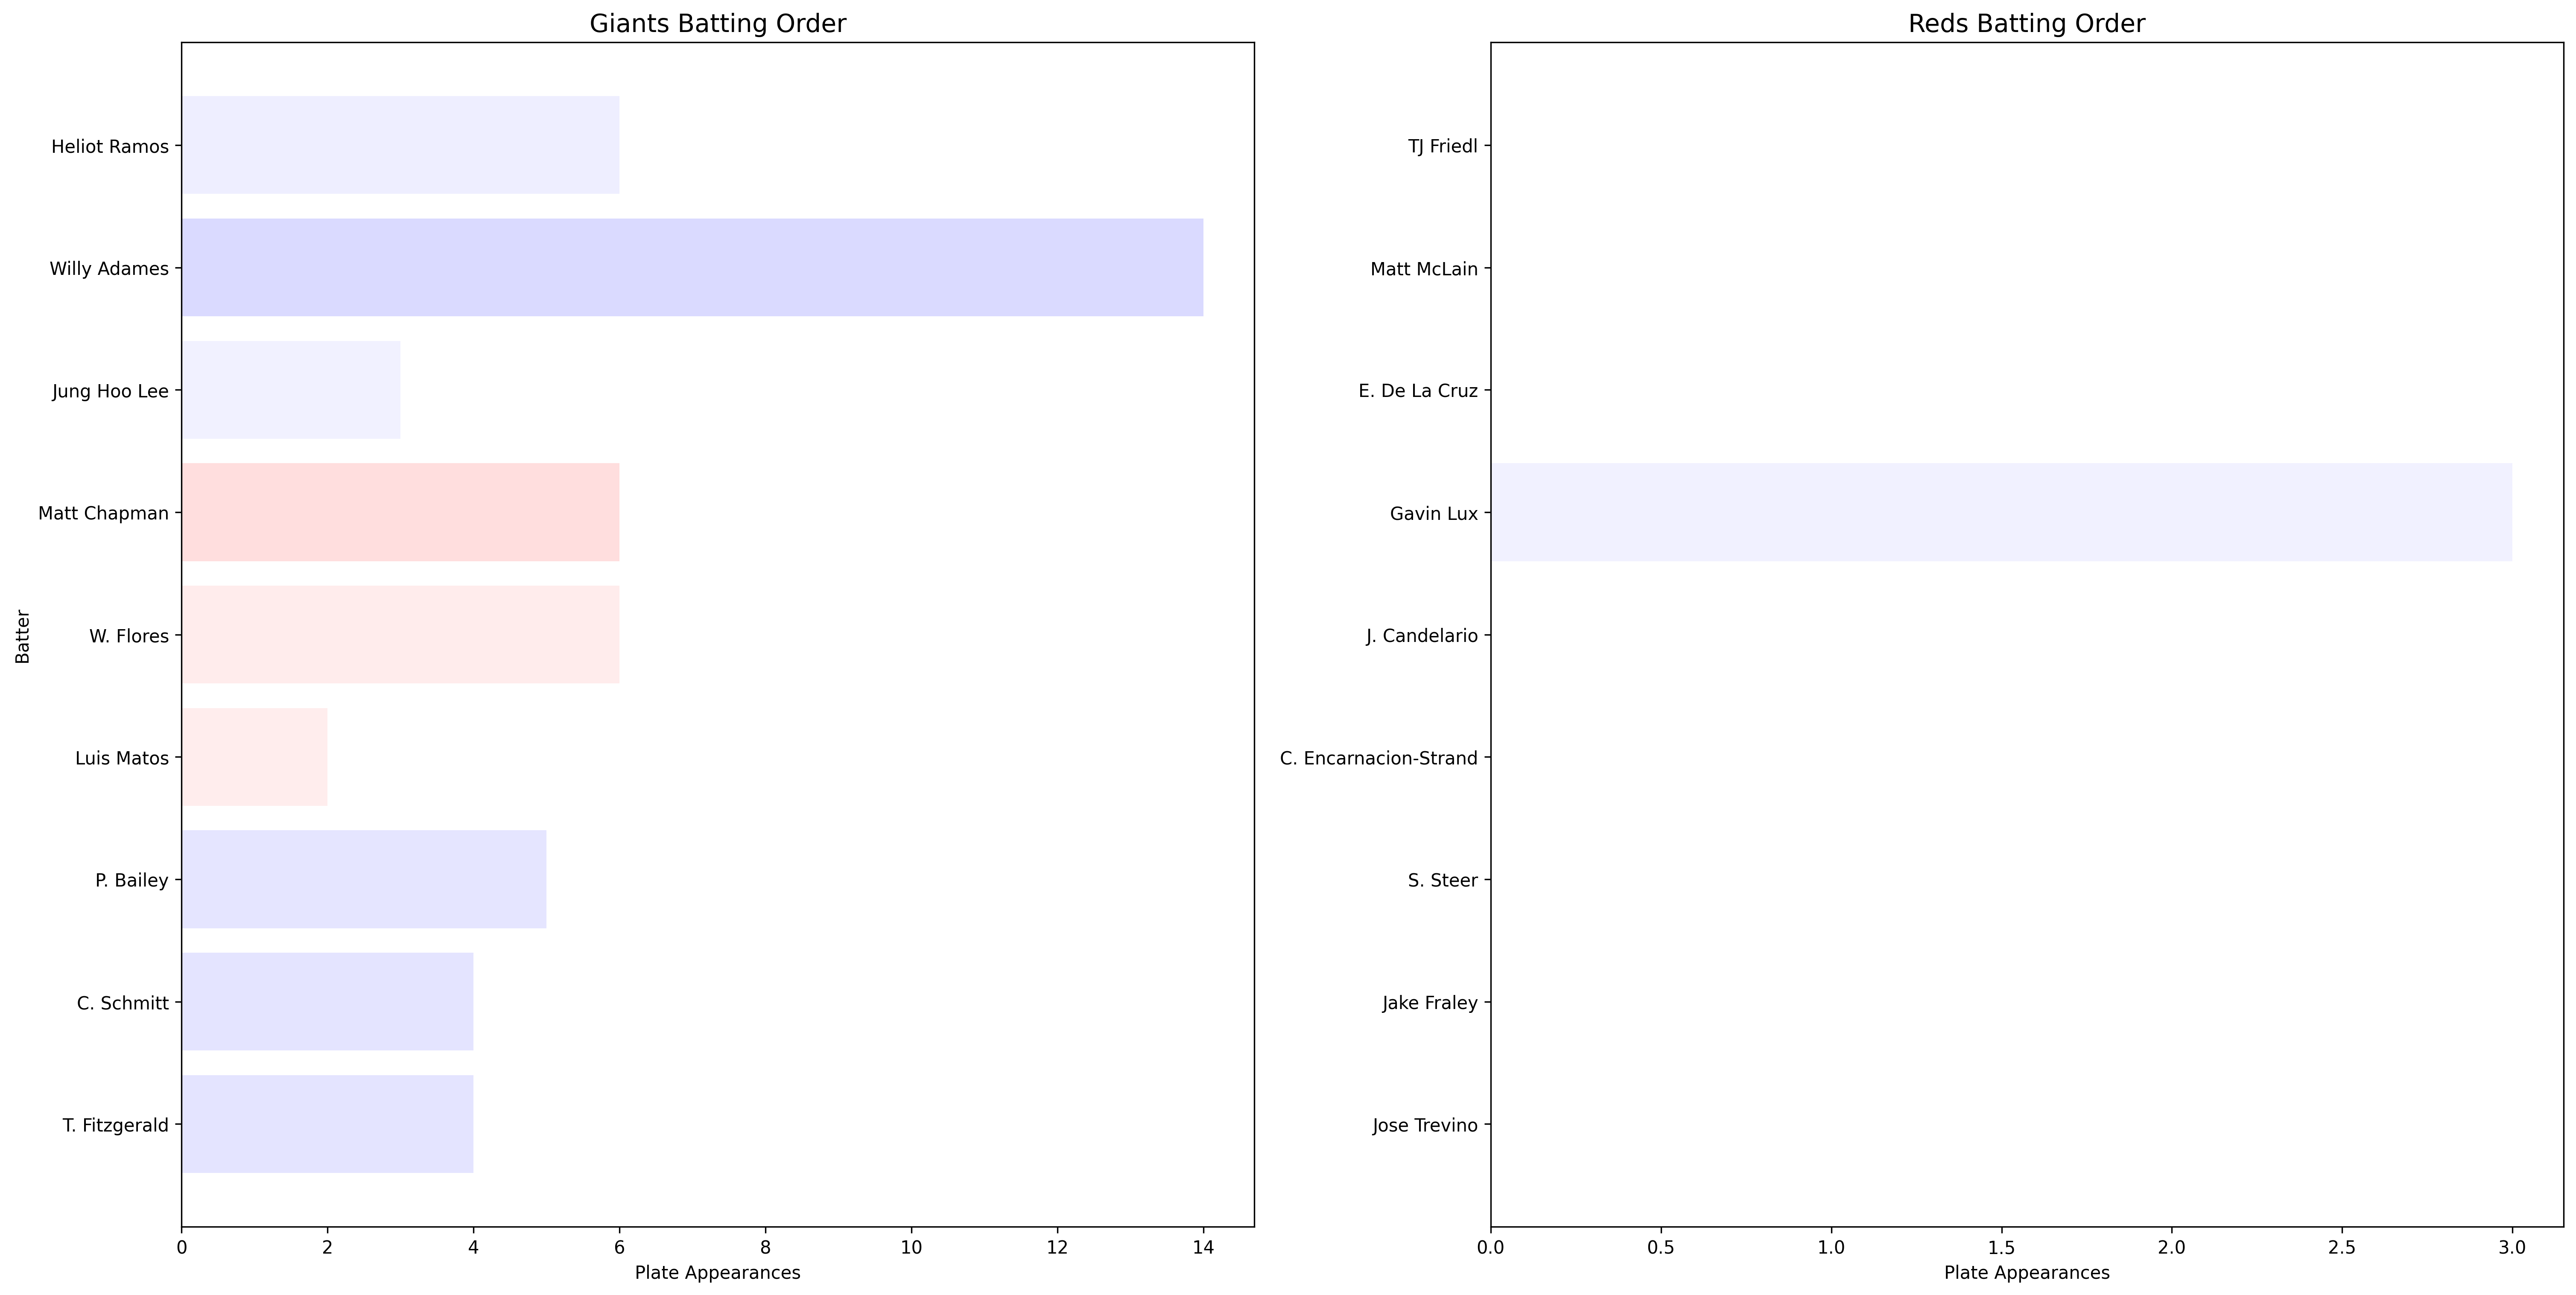 Giants Batting Order
Batter
Heliot Ramos
Willy Adames
Jung Hoo Lee
Matt Chapman
W. Flores
Luis Matos
P. Bailey
C. Schmitt
T. Fitzgerald
0 2 4 6 8 10 12 14
Plate Appearances
Reds Batting Order
TJ Friedl
Matt McLain
E. De La Cruz
Gavin Lux
J. Candelario
C. Encarnacion-Strand
S. Steer
Jake Fraley
Jose Trevino
0.0 0.5 1.0 1.5 2.0 2.5 3.0
Plate Appearances